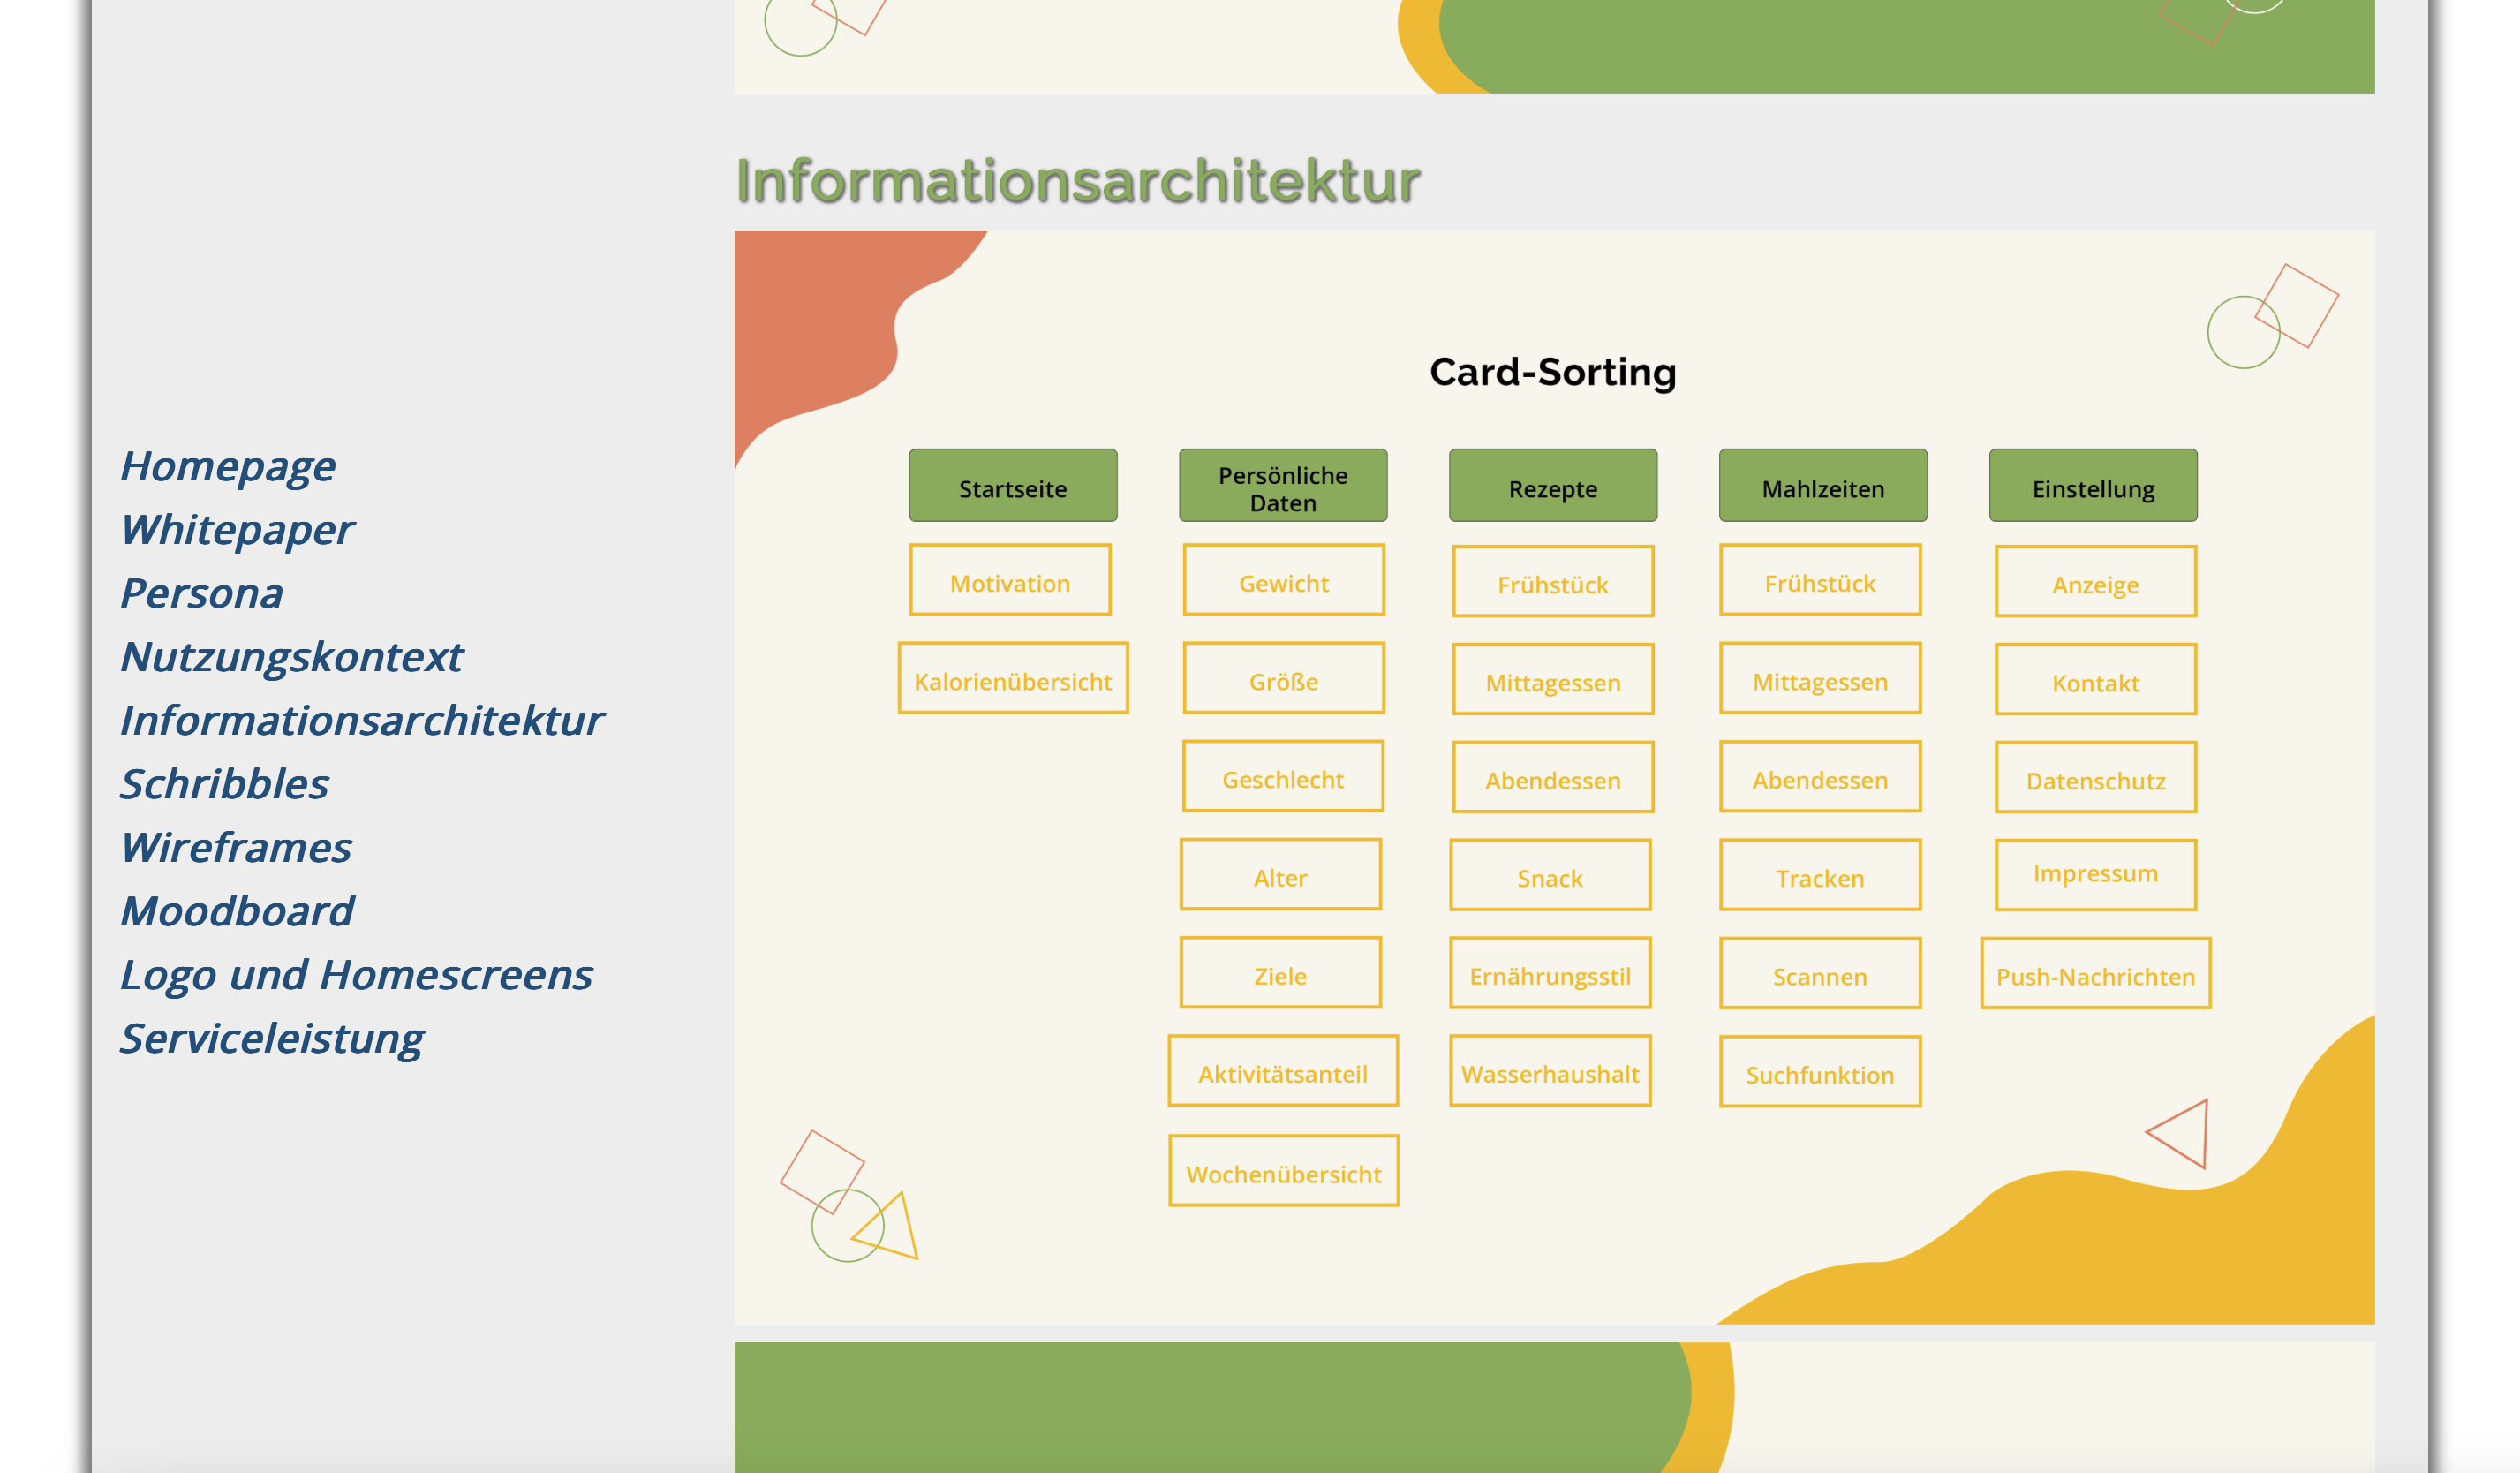 Homepage
Whitepaper
Persona
Nutzungskontext
Informationsarchitektur
Schribbles
Wireframes
Moodboard
Logo und Homescreens
Serviceleistung
Informationsarchitektur
Card-Sorting
Startseite
Motivation
Kalorienübersicht
Persönliche
Daten
Gewicht
Größe
Geschlecht
Alter
Ziele
Aktivitätsanteil
Wochenübersicht
Rezepte
Frühstück
Mittagessen
Abendessen
Snack
Ernährungsstil
Wasserhaushalt
Mahlzeiten
Frühstück
Mittagessen
Abendessen
Tracken
Scannen
Suchfunktion
Einstellung
Anzeige
Kontakt
Datenschutz
Impressum
Push-Nachrichten